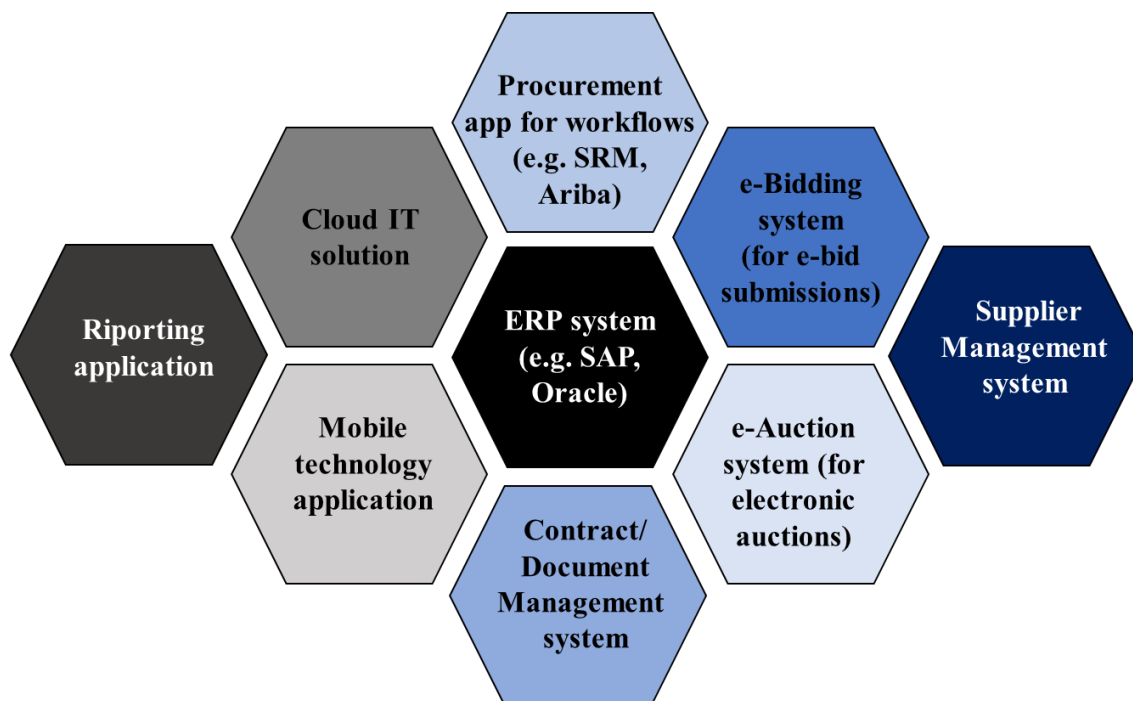 Procurement
app for workflows
(e.g. SRM,
Ariba)
Cloud IT
solution
e-Bidding
system
(for e-bid
submissions)
Riporting
application
ERP system
(e.g. SAP,
Oracle)
Supplier
Management
system
Mobile
technology
application
e-Auction
system (for
electronic
auctions)
Contract/
Document
Management
system